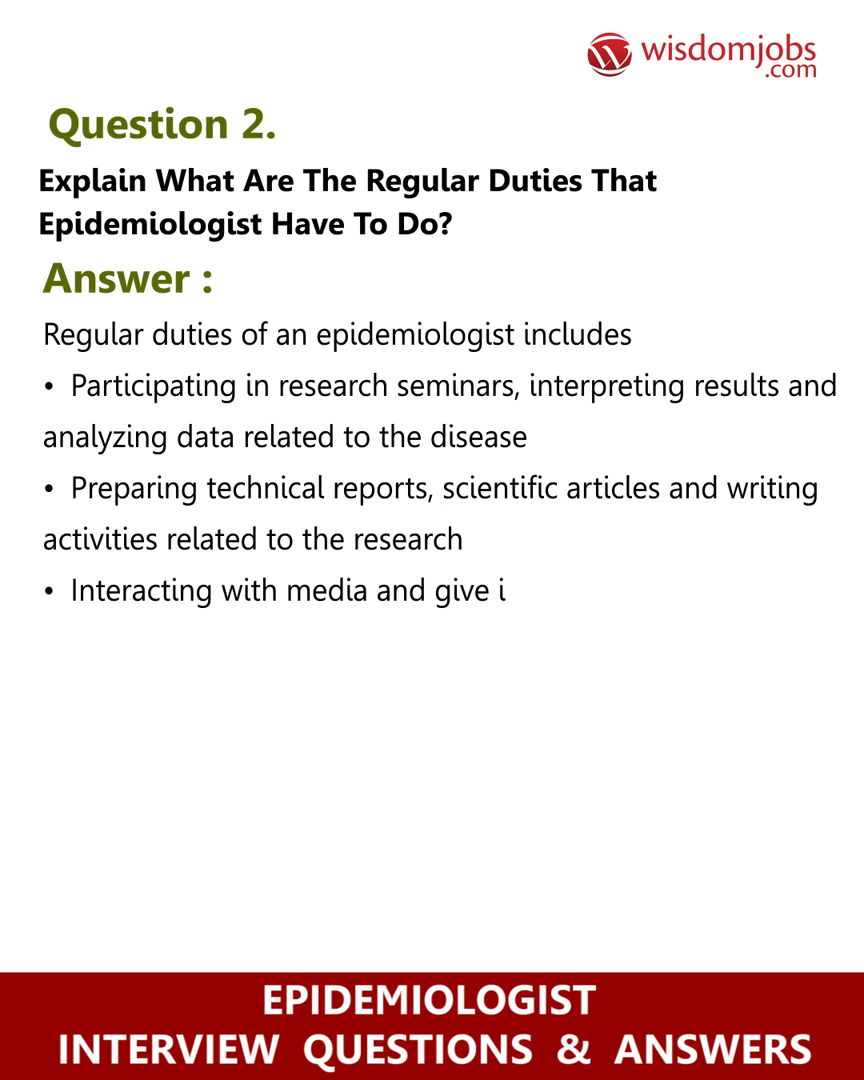 wisdomjobs
.com
Question 2.
Explain What Are The Regular Duties That
Epidemiologist Have To Do?
Answer :
Regular duties of an epidemiologist includes
• Participating in research seminars, interpreting results and
analyzing data related to the disease
• Preparing technical reports, scientific articles and writing
activities related to the research
• Interacting with media and give i
EPIDEMIOLOGIST
INTERVIEW QUESTIONS & ANSWERS